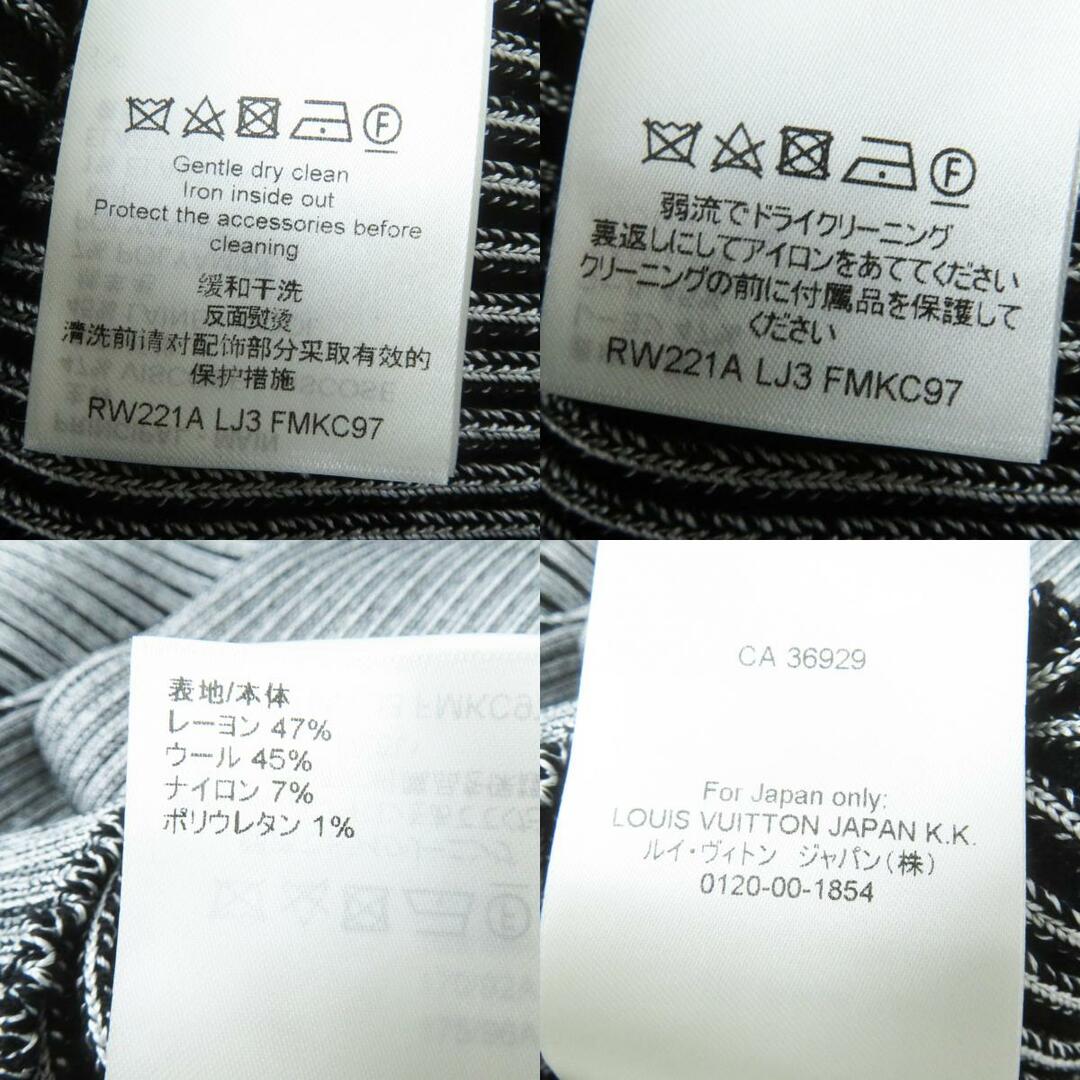 F
Gentle dry clean
Iron inside out
Protect the accessories before
cleaning
缓和干洗
反面熨烫
清洗前请对配饰部分采取有效的
保护措施
RW221A LJ3 FMKC97
F
弱流でドライクリーニング
裏返しにしてアイロンをあててください
クリーニングの前に付属品を保護して
ください
RW221A LJ3 FMKC97
表地/本体
レーヨン 47%
ウール 45%
ナイロン 7%
ポリウレタン 1%
CA 36929
For Japan only:
LOUIS VUITTON JAPAN K.K.
ルイ・ヴィトン ジャパン(株)
0120-00-1854